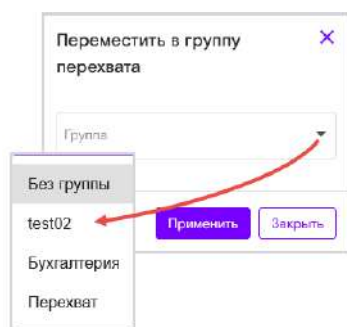 Переместить в группу
перехвата
Группа
Без группы
test02
Бухгалтерия
Перехват
Применить
Закрыть